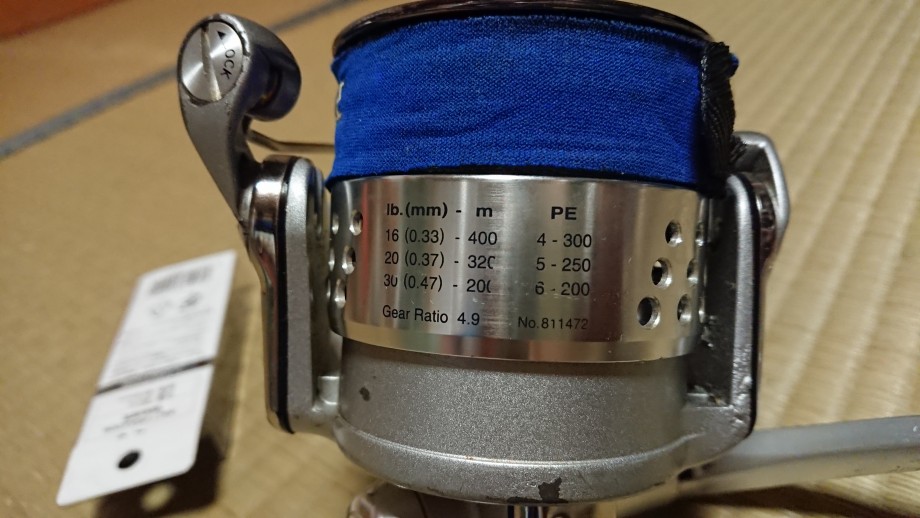 LOCK
lb.(mm) - m PE
16 (0.33) - 400 4 - 300
20 (0.37) - 320 5 - 250
30 (0.47) - 200 6 - 200
Gear Ratio 4.9 No.811472